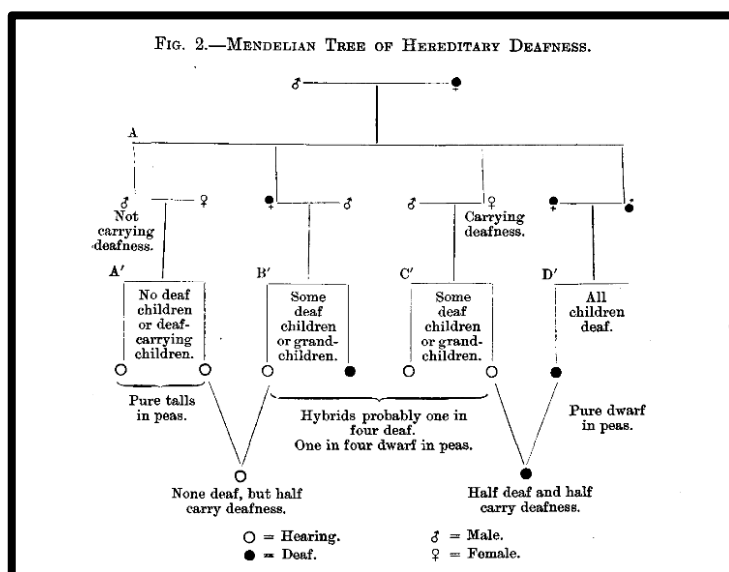 FIG. 2.—MENDELIAN TREE OF HEREDITARY DEAFNESS.
♂ ♀
A
♂ ♀ ♀ ♂ ♂ ♀ ♀
Not
carrying
deafness.
Carrying
deafness.
A′ B′ C′ D′
No deaf
children
or deaf-
carrying
children.
Some
deaf
children
or grand-
children.
Some
deaf
children
or grand-
children.
All
children
deaf.
Pure talls
in peas.
Hybrids probably one in
four deaf.
One in four dwarf in peas.
Pure dwarf
in peas.
None deaf, but half
carry deafness.
Half deaf and half
carry deafness.
○ = Hearing. ♂ = Male.
● = Deaf. ♀ = Female.